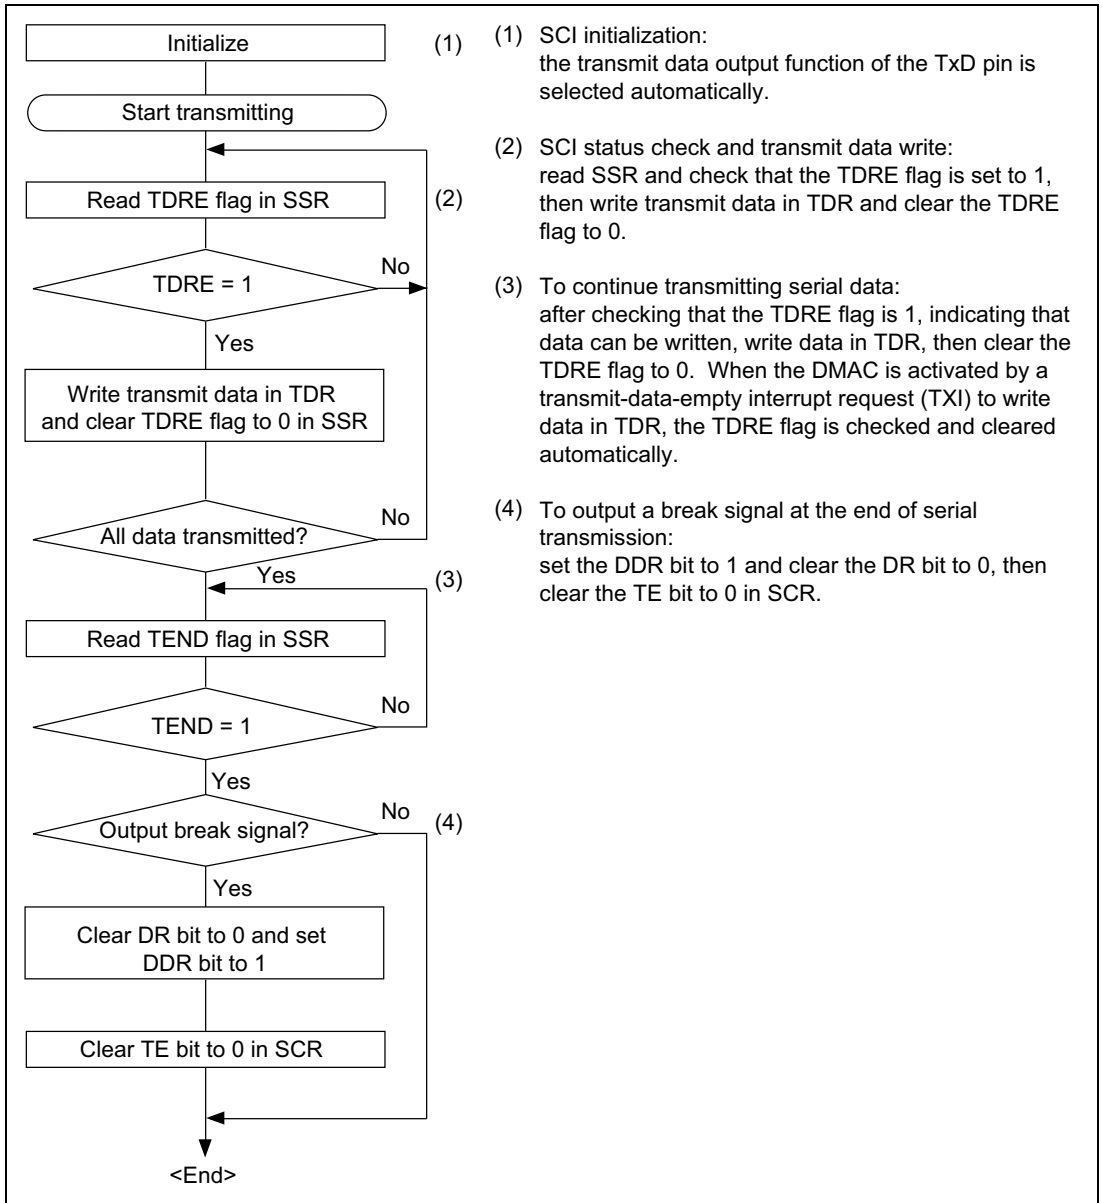 Initialize
(1)
Start transmitting
Read TDRE flag in SSR
(2)
TDRE = 1
No
Yes
Write transmit data in TDR
and clear TDRE flag to 0 in SSR
All data transmitted?
No
Yes
(3)
Read TEND flag in SSR
TEND = 1
No
Yes
Output break signal?
No
(4)
Yes
Clear DR bit to 0 and set
DDR bit to 1
Clear TE bit to 0 in SCR
<End>
(1) SCI initialization:
the transmit data output function of the TxD pin is
selected automatically.
(2) SCI status check and transmit data write:
read SSR and check that the TDRE flag is set to 1,
then write transmit data in TDR and clear the TDRE
flag to 0.
(3) To continue transmitting serial data:
after checking that the TDRE flag is 1, indicating that
data can be written, write data in TDR, then clear the
TDRE flag to 0.  When the DMAC is activated by a
transmit-data-empty interrupt request (TXI) to write
data in TDR, the TDRE flag is checked and cleared
automatically.
(4) To output a break signal at the end of serial
transmission:
set the DDR bit to 1 and clear the DR bit to 0, then
clear the TE bit to 0 in SCR.